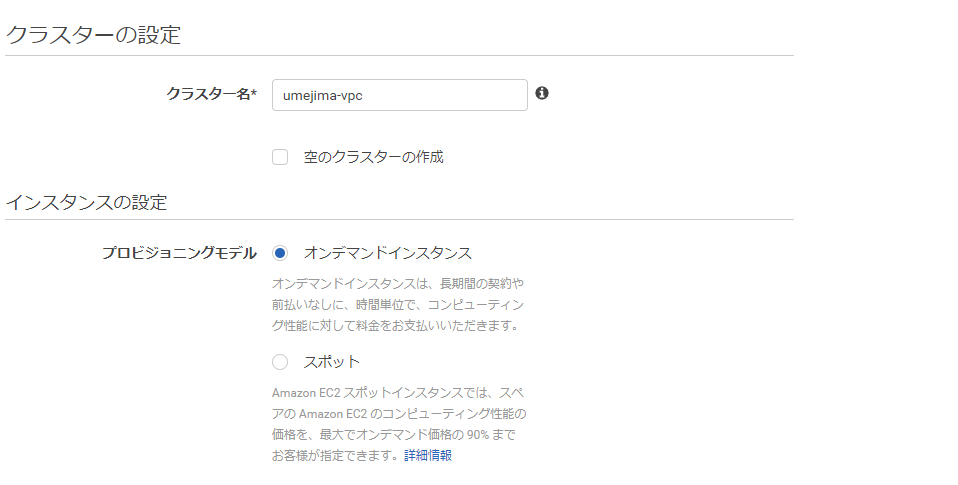 クラスターの設定
クラスター名* umejima-vpc
空のクラスターの作成
インスタンスの設定
プロビジョニングモデル オンデマンドインスタンス
オンデマンドインスタンスは、長期間の契約や
前払いなしに、時間単位で、コンピューティン
グ性能に対して料金をお支払いいただきます。
スポット
Amazon EC2 スポットインスタンスでは、スペ
アの Amazon EC2 のコンピューティング性能の
価格を、最大でオンデマンド価格の 90% まで
お客様が指定できます。詳細情報